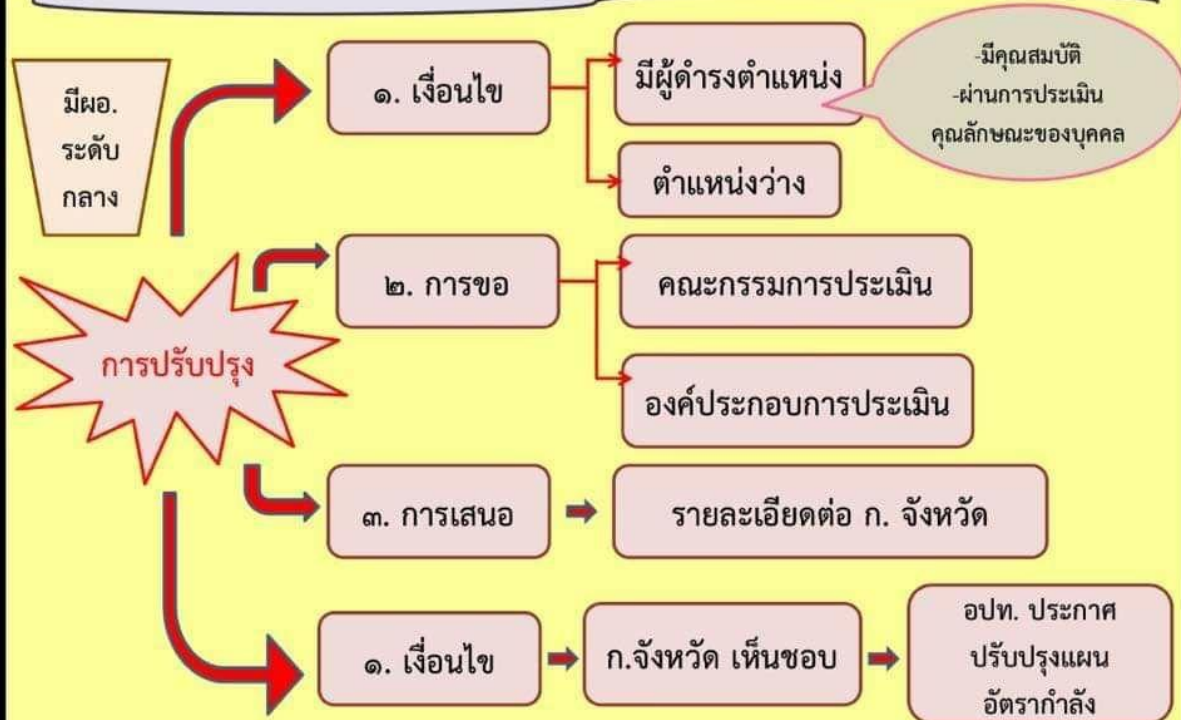 มีผอ.
ระดับ
กลาง
๑. เงื่อนไข
มีผู้ดำรงตำแหน่ง
-มีคุณสมบัติ
-ผ่านการประเมิน
คุณลักษณะของบุคคล
ตำแหน่งว่าง
การปรับปรุง
๒. การขอ
คณะกรรมการประเมิน
องค์ประกอบการประเมิน
๓. การเสนอ
รายละเอียดต่อ ก. จังหวัด
๑. เงื่อนไข
ก.จังหวัด เห็นชอบ
อปท. ประกาศ
ปรับปรุงแผน
อัตรากำลัง